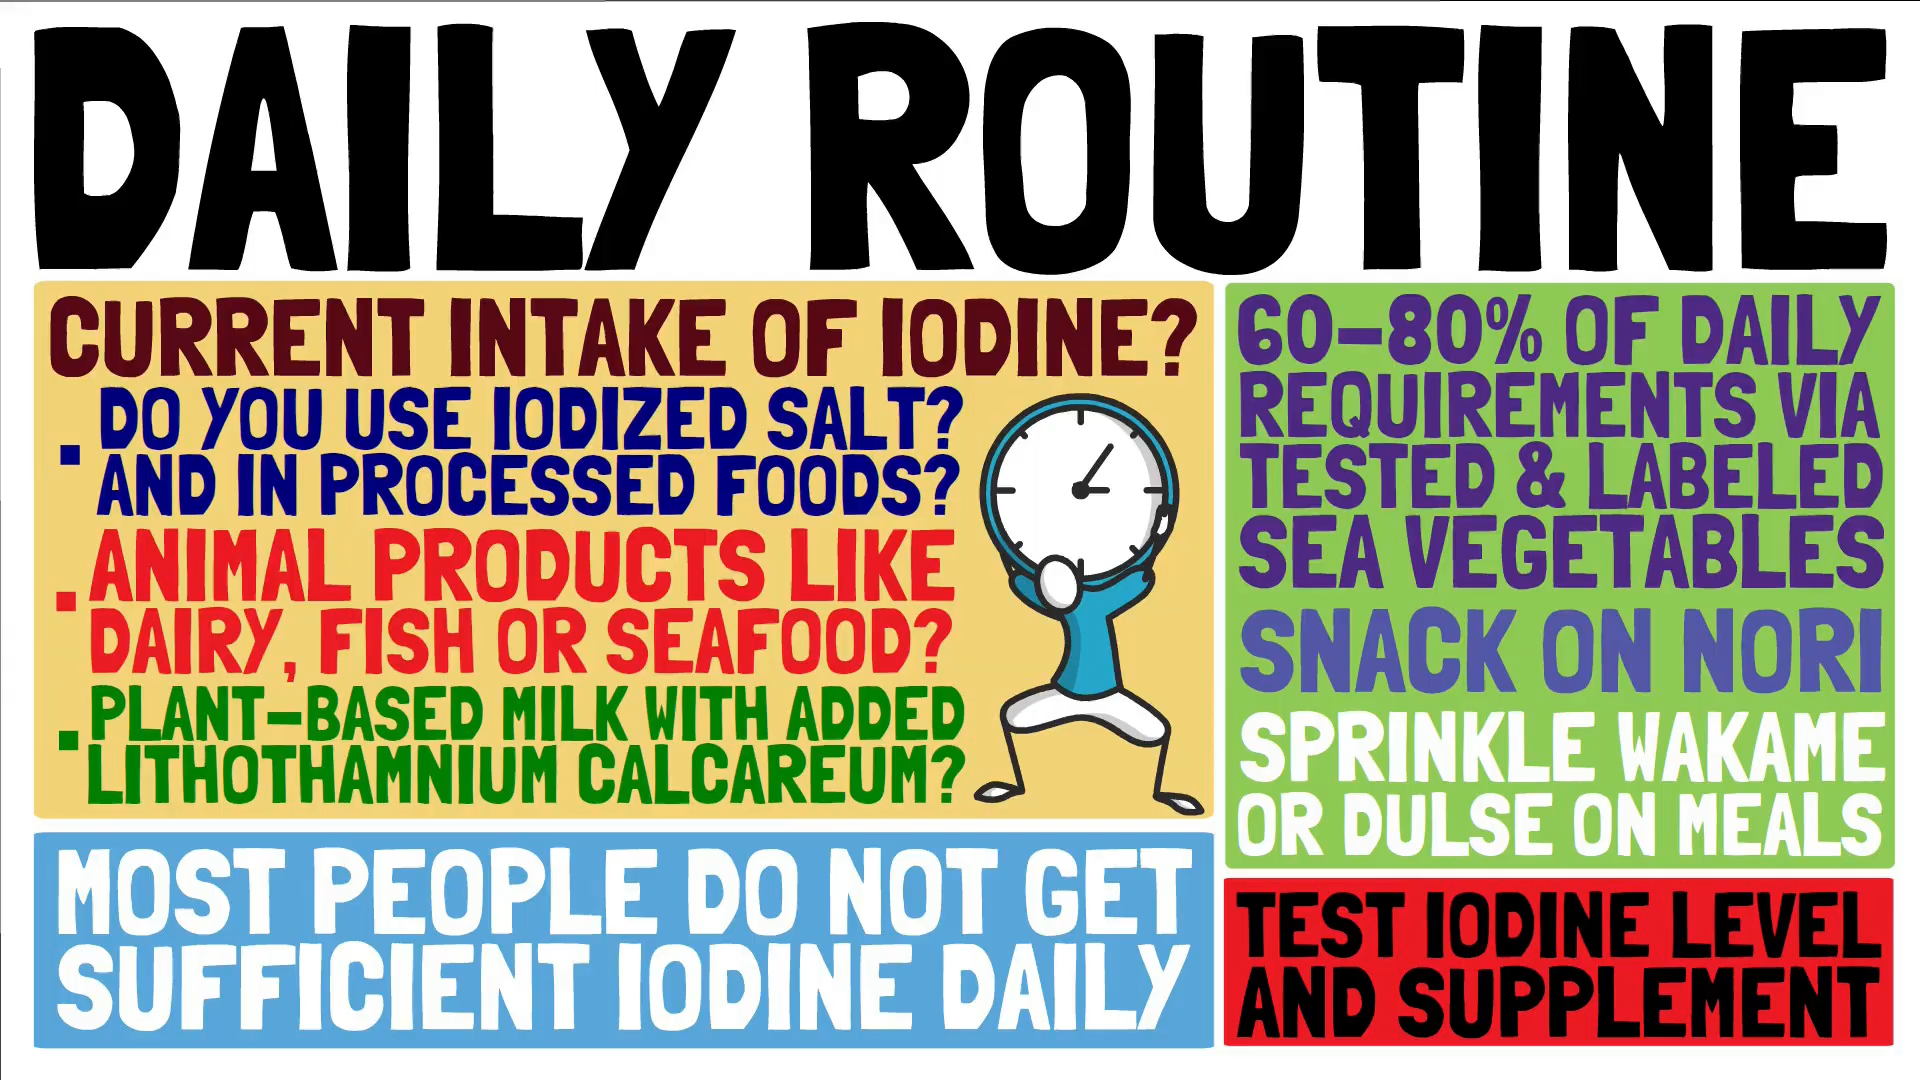 DAILY ROUTINE
CURRENT INTAKE OF IODINE?
. DO YOU USE IODIZED SALT?
AND IN PROCESSED FOODS?
. ANIMAL PRODUCTS LIKE
DAIRY, FISH OR SEAFOOD?
. PLANT-BASED MILK WITH ADDED
LITHOTHAMNIUM CALCAREUM?
MOST PEOPLE DO NOT GET
SUFFICIENT IODINE DAILY
60-80% OF DAILY
REQUIREMENTS VIA
TESTED & LABELED
SEA VEGETABLES
SNACK ON NORI
SPRINKLE WAKAME
OR DULSE ON MEALS
TEST IODINE LEVEL
AND SUPPLEMENT